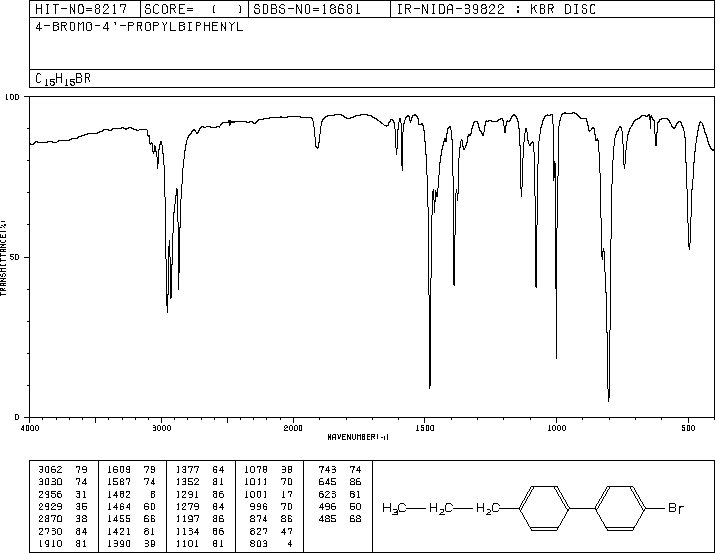 HIT-NO=8217 SCORE= ( ) SDBS-NO=18681 IR-NIDA-39822 : KBR DISC
4-BROMO-4'-PROPYLBIPHENYL
C15H15BR
100
50
0
TRANSMITTANCE(%)
4000 3000 2000 1500 1000 500
WAVENUMBER(-1)
3062 79 1609 79 1377 64 1078 38 743 74
3030 74 1587 74 1352 81 1011 70 645 86
2956 31 1482 8 1291 86 1001 17 623 81
2929 35 1464 60 1279 84 996 70 496 50
2870 38 1455 66 1197 86 874 86 485 68
2730 84 1421 81 1134 66 827 47
1910 81 1390 39 1101 81 803 4
H3C H2C H2C Br